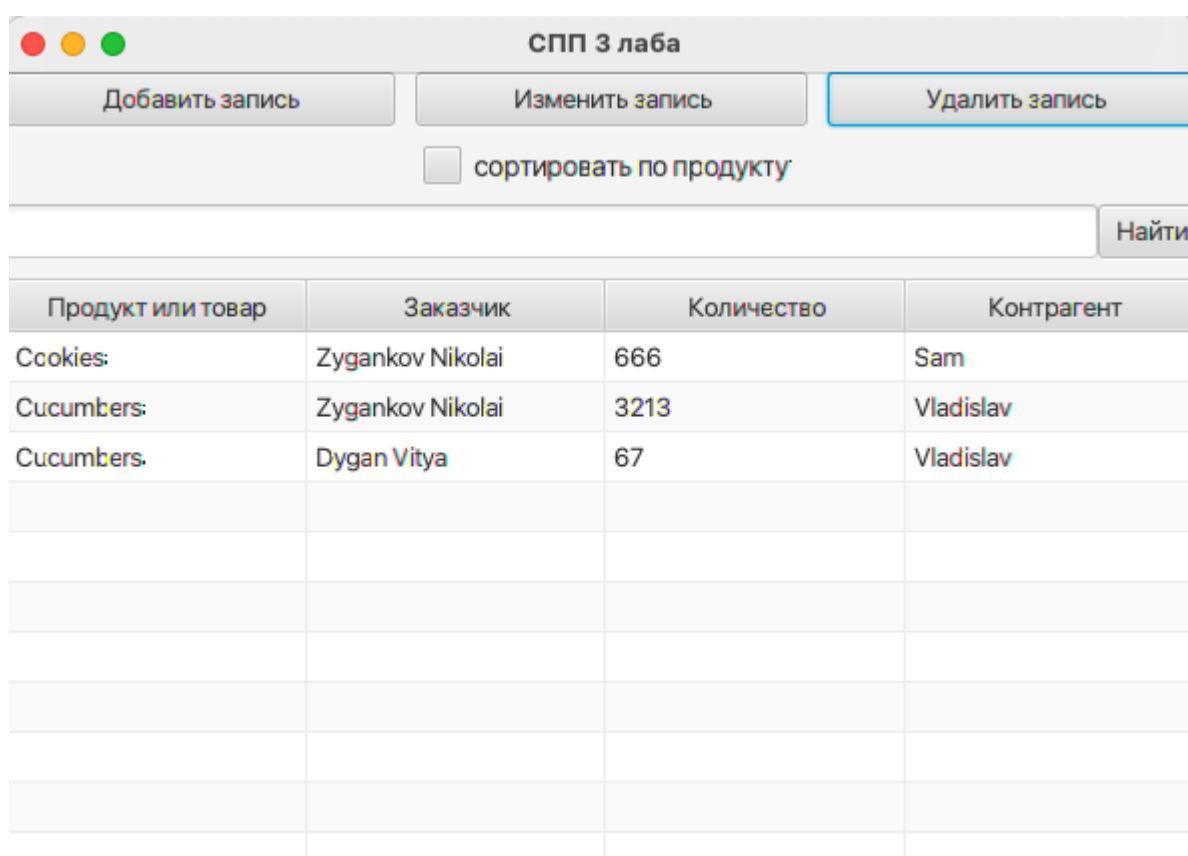 СПП 3 лаба
Добавить запись Изменить запись Удалить запись
сортировать по продукту
Найти
Продукт или товар Заказчик Количество Контрагент
Cookies Zygankov Nikolai 666 Sam
Cucumbers Zygankov Nikolai 3213 Vladislav
Cucumbers Dygan Vitya 67 Vladislav